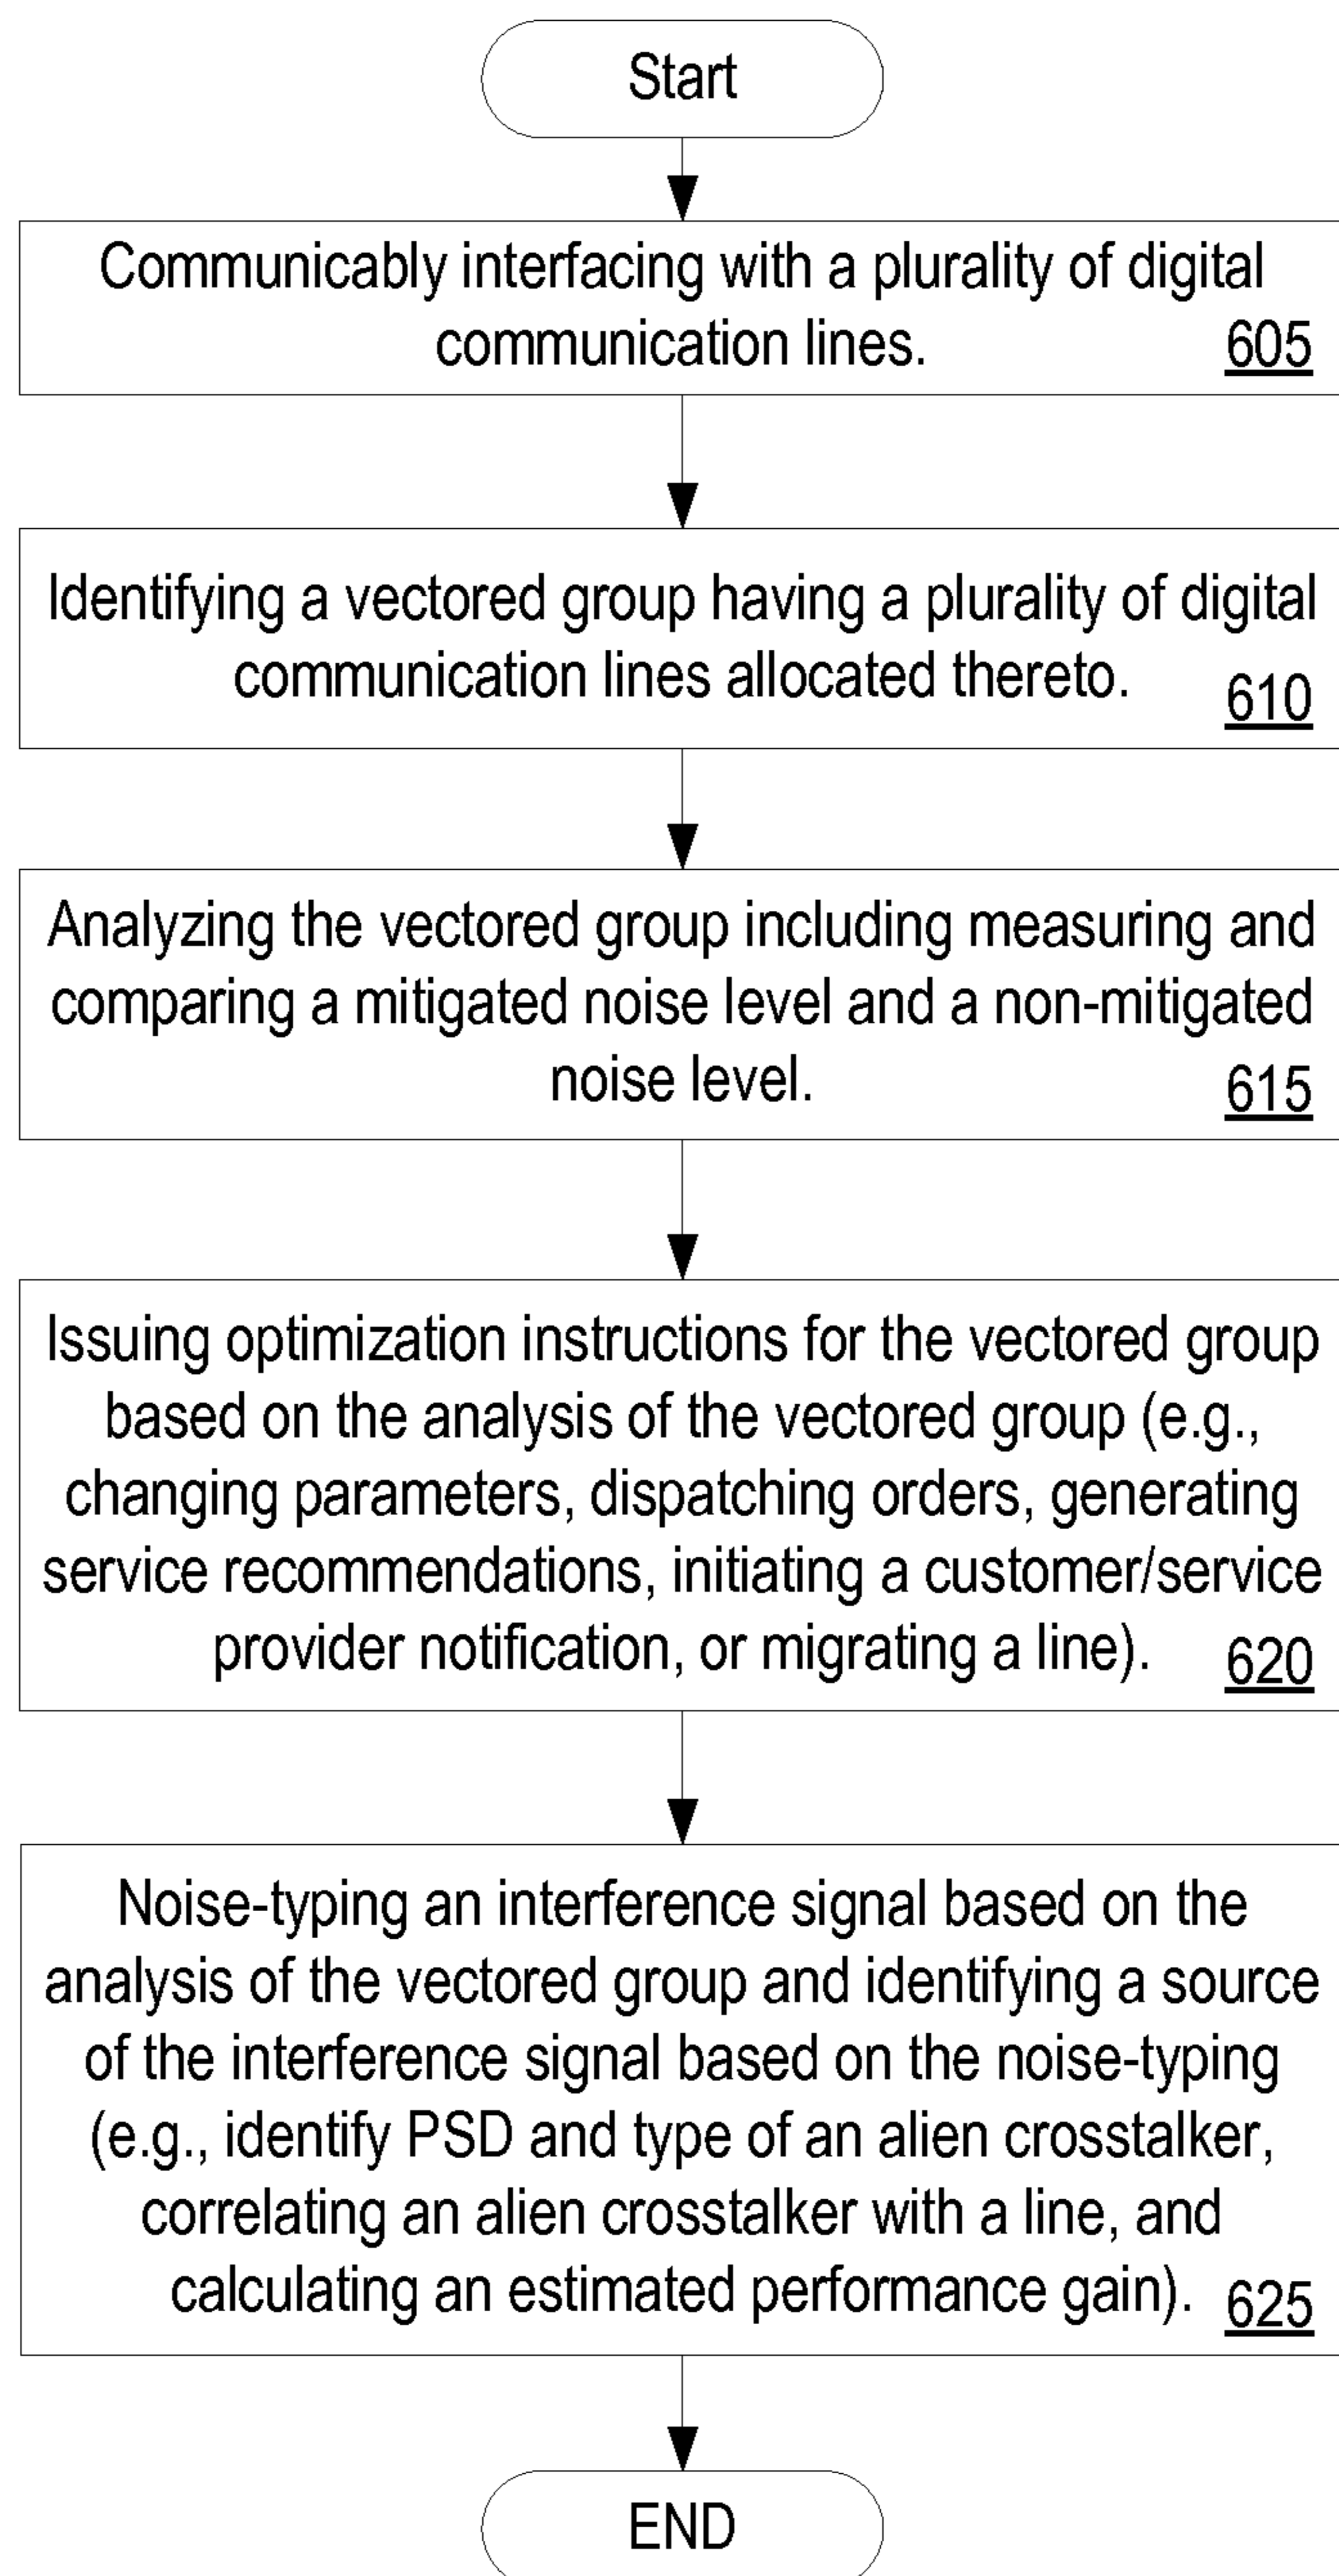 Start
Communicably interfacing with a plurality of digital
communication lines.
605
Identifying a vectored group having a plurality of digital
communication lines allocated thereto.
610
Analyzing the vectored group including measuring and
comparing a mitigated noise level and a non-mitigated
noise level.
615
Issuing optimization instructions for the vectored group
based on the analysis of the vectored group (e.g.,
changing parameters, dispatching orders, generating
service recommendations, initiating a customer/service
provider notification, or migrating a line).
620
Noise-typing an interference signal based on the
analysis of the vectored group and identifying a source
of the interference signal based on the noise-typing
(e.g., identify PSD and type of an alien crosstalker,
correlating an alien crosstalker with a line, and
calculating an estimated performance gain).
625
END